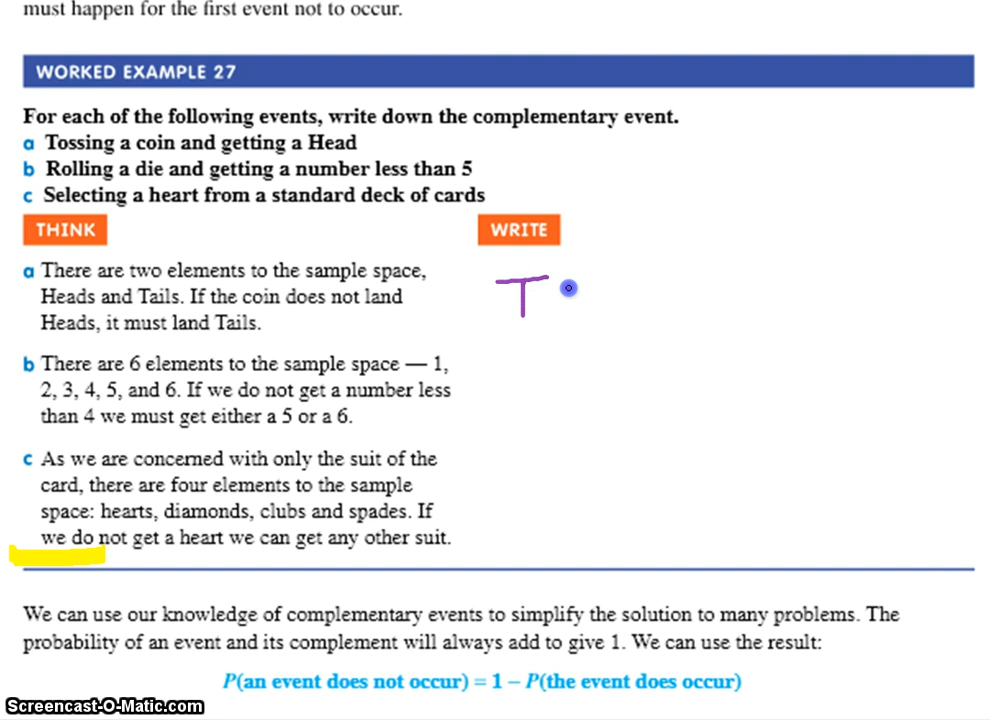 must happen for the first event not to occur.
WORKED EXAMPLE 27
For each of the following events, write down the complementary event.
a Tossing a coin and getting a Head
b Rolling a die and getting a number less than 5
c Selecting a heart from a standard deck of cards
THINK WRITE
a There are two elements to the sample space,
Heads and Tails. If the coin does not land
Heads, it must land Tails.
T
b There are 6 elements to the sample space — 1,
2, 3, 4, 5, and 6. If we do not get a number less
than 4 we must get either a 5 or a 6.
c As we are concerned with only the suit of the
card, there are four elements to the sample
space: hearts, diamonds, clubs and spades. If
we do not get a heart we can get any other suit.
We can use our knowledge of complementary events to simplify the solution to many problems. The
probability of an event and its complement will always add to give 1. We can use the result:
P(an event does not occur) = 1 – P(the event does occur)
Screencast-O-Matic.com